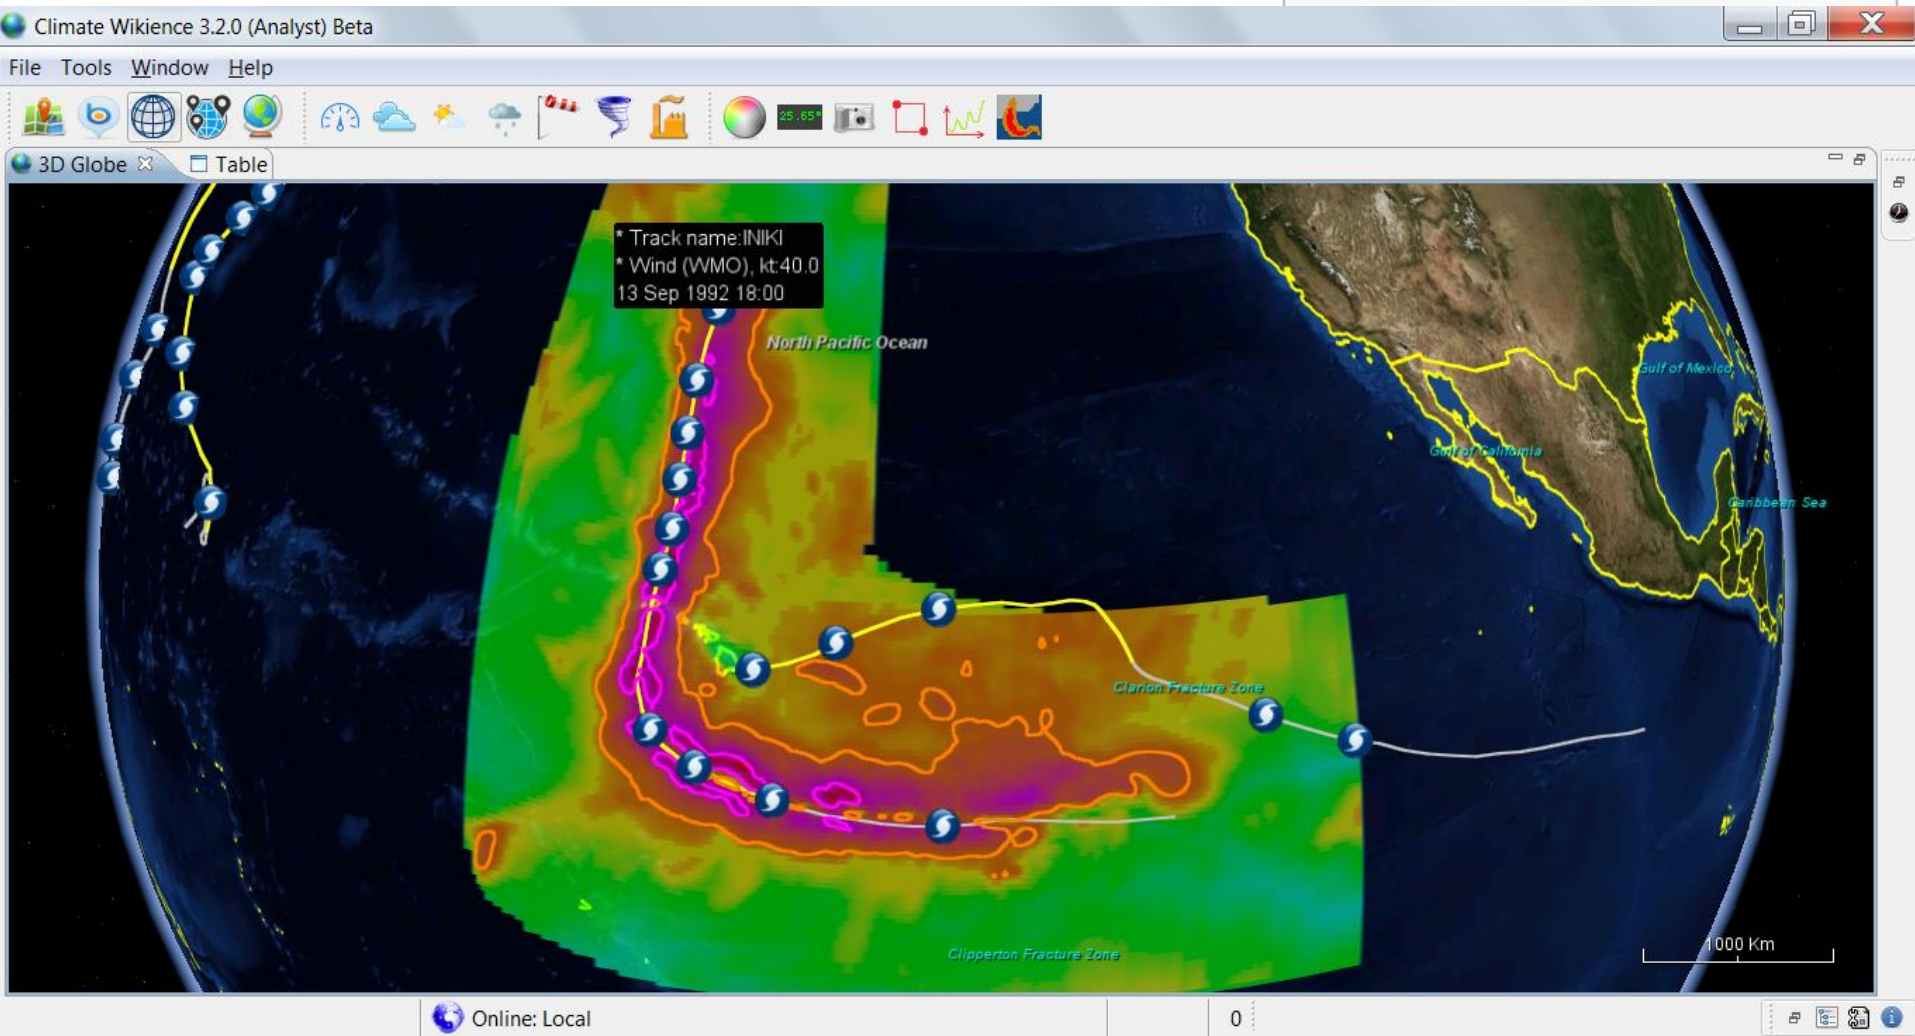 Climate Wikience 3.2.0 (Analyst) Beta
File Tools Window Help
25.65°
3D Globe Table
* Track name:INIKI
* Wind (WMO), kt:40.0
13 Sep 1992 18:00
North Pacific Ocean
Gulf of Mexico
Gulf of California
Caribbean Sea
Clarion Fracture Zone
Clipperton Fracture Zone
1000 Km
Online: Local
0